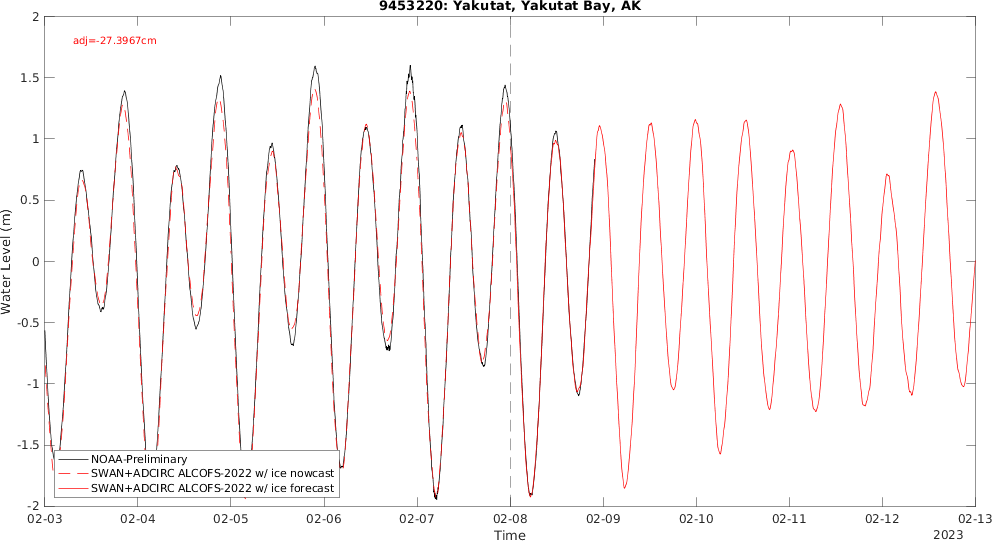 9453220: Yakutat, Yakutat Bay, AK
adj=-27.3967cm
Water Level (m)
2
1.5
1
0.5
0
-0.5
-1
-1.5
-2
NOAA-Preliminary
SWAN+ADCIRC ALCOFS-2022 w/ ice nowcast
SWAN+ADCIRC ALCOFS-2022 w/ ice forecast
02-03 02-04 02-05 02-06 02-07 02-08 02-09 02-10 02-11 02-12 02-13
Time
2023